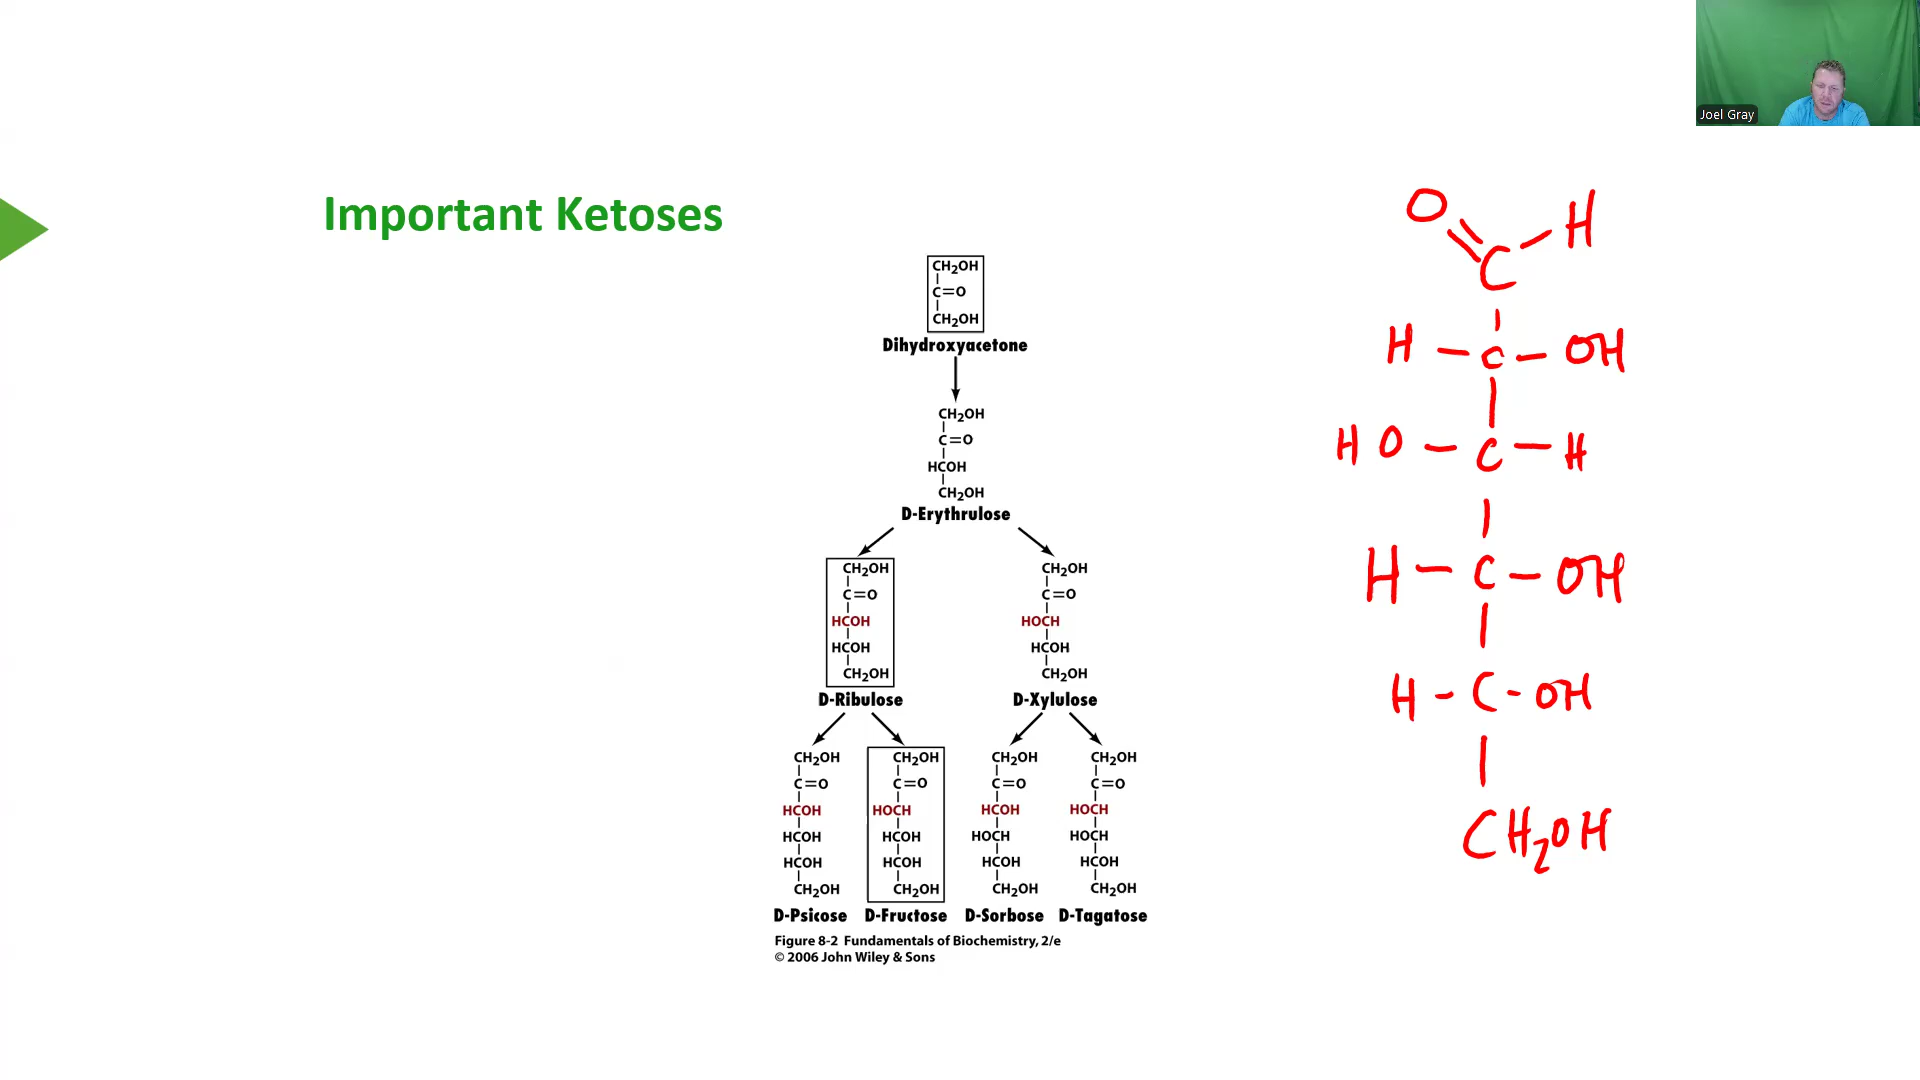 Joel Gray
Important Ketoses
CH2OH
C=O
CH2OH
Dihydroxyacetone
CH2OH
C=O
HCOH
CH2OH
D-Erythrulose
CH2OH
C=O
HCOH
HCOH
CH2OH
D-Ribulose
CH2OH
C=O
HOCH
HCOH
CH2OH
D-Xylulose
CH2OH
C=O
HCOH
HCOH
HCOH
CH2OH
D-Psicose
CH2OH
C=O
HOCH
HCOH
HCOH
CH2OH
D-Fructose
CH2OH
C=O
HCOH
HOCH
HCOH
CH2OH
D-Sorbose
CH2OH
C=O
HOCH
HOCH
HCOH
CH2OH
D-Tagatose
Figure 8-2 Fundamentals of Biochemistry, 2/e
© 2006 John Wiley & Sons
O=C-H
H-C-OH
HO-C-H
H-C-OH
H-C-OH
CH2OH